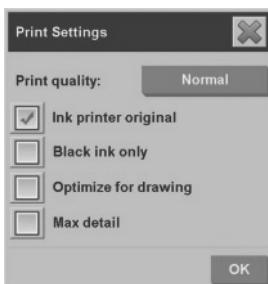 Print Settings
Print quality: Normal
Ink printer original
Black ink only
Optimize for drawing
Max detail
OK